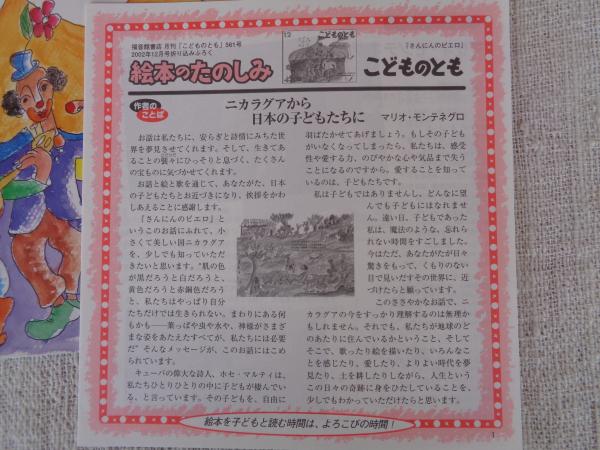 福音館書店 月刊「こどものとも」561号
2002年12月号折り込みふろく
絵本のたのしみ
こどものとも
『さんにんのピエロ』
こどものとも
作者の
ことば
ニカラグアから
日本の子どもたちに
マリオ・モンテネグロ
お話は私たちに、安らぎと詩情にみちた世
界を夢見させてくれます。そして、生きてあ
ることの襞々にひっそりと息づく、たくさん
の宝ものに気づかせてくれます。
お話と絵と歌を通じて、あなたがた、日本
の子どもたちとお近づきになり、挨拶をかわ
しあえることに感謝します。
『さんにんのピエロ』と
いうこのお話にふれて、小
さくて美しい国ニカラグア
を、少しでも知っていただ
きたいと思います。“肌の色
が黒だろうと白だろうと、
黄色だろうと赤銅色だろう
と、私たちはやっぱり自分
たちだけでは生きられない。まわりにある何
もかも――葉っぱや虫や水や、神様がさまざ
まな姿をあたえたすべてが、私たちには必要
だ”そんなメッセージが、このお話にはこめ
られています。
キューバの偉大な詩人、ホセ・マルティは、
私たちひとりひとりの中に子どもが棲んでい
る、と言っています。その子どもを、自由に
羽ばたかせてあげましょう。もしその子ども
がいなくなってしまったら、私たちは、感受
性や愛する力、のびやかな心や気品まで失う
ことになるのですから。愛することを知って
いるのは、子どもたちです。
私は子どもではありませんし、どんなに望
んでも子どもにはなれませ
ん。遠い日、子どもであった
私は、魔法のような、忘れら
れない時間をすごしました。
今はただ、あなたがたが日々
驚きをもって、くもりのない
目で見いだすその世界に、近
づけたらと願っています。
このささやかなお話で、ニ
カラグアの今をすっかり理解するのは無理か
もしれません。それでも、私たちが地球のど
のあたりに住んでいるかということ、そして
そこで、歌ったり絵を描いたり、いろんなこ
とを感じたり、愛したり、よりよい時代を夢
見たり、土を耕したりしながら、人生という
この日々の奇跡に身をひたしていることを、
少しでもわかっていただけたらと思います。
絵本を子どもと読む時間は、よろこびの時間！
1